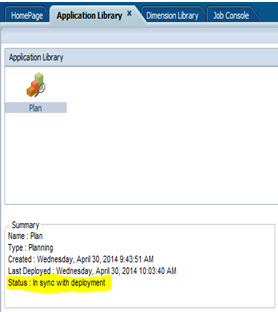 HomePage Application Library x Dimension Library Job Console
Application Library
Plan
Summary
Name : Plan
Type : Planning
Created : Wednesday, April 30, 2014 9:43:51 AM
Last Deployed : Wednesday, April 30, 2014 10:03:40 AM
Status : In sync with deployment